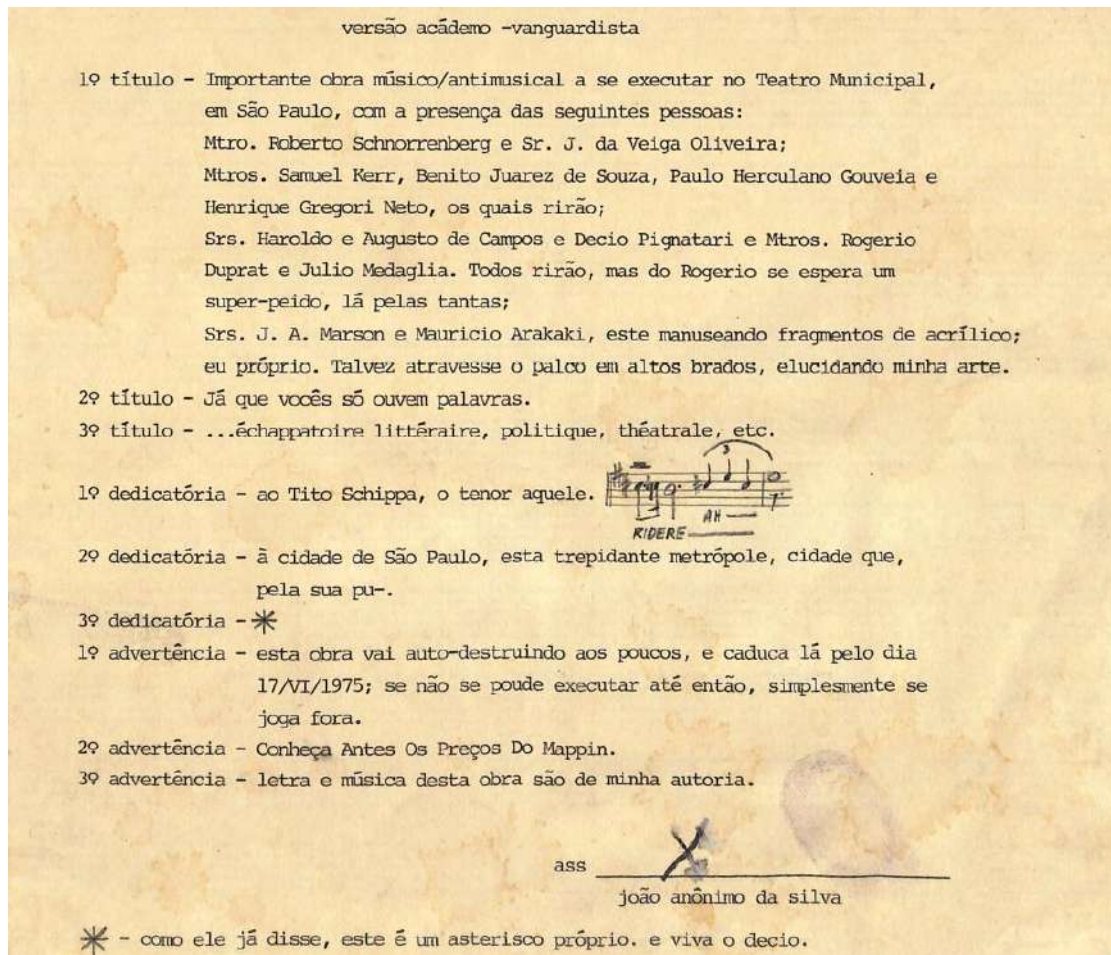 versão acádemo -vanguardista
1º título - Importante obra músico/antimusical a se executar no Teatro Municipal,
em São Paulo, com a presença das seguintes pessoas:
Mtro. Roberto Schnorrenberg e Sr. J. da Veiga Oliveira;
Mtros. Samuel Kerr, Benito Juarez de Souza, Paulo Herculano Gouveia e
Henrique Gregori Neto, os quais rirão;
Srs. Haroldo e Augusto de Campos e Decio Pignatari e Mtros. Rogerio
Duprat e Julio Medaglia. Todos rirão, mas do Rogerio se espera um
super-peido, lá pelas tantas;
Srs. J. A. Marson e Mauricio Arakaki, este manuseando fragmentos de acrílico;
eu próprio. Talvez atravesse o palco em altos brados, elucidando minha arte.
2º título - Já que vocês só ouvem palavras.
3º título - ...échappatoire littéraire, politique, théatrale, etc.
3
1º dedicatória - ao Tito Schippa, o tenor aquele.
AH
RIDERE
2º dedicatória - à cidade de São Paulo, esta trepidante metrópole, cidade que,
pela sua pu-.
3º dedicatória - *
1º advertência - esta obra vai auto-destruindo aos poucos, e caduca lá pelo dia
17/VI/1975; se não se poude executar até então, simplesmente se
joga fora.
2º advertência - Conheça Antes Os Preços Do Mappin.
3º advertência - letra e música desta obra são de minha autoria.
ass X
joão anônimo da silva
* - como ele já disse, este é um asterisco próprio. e viva o decio.